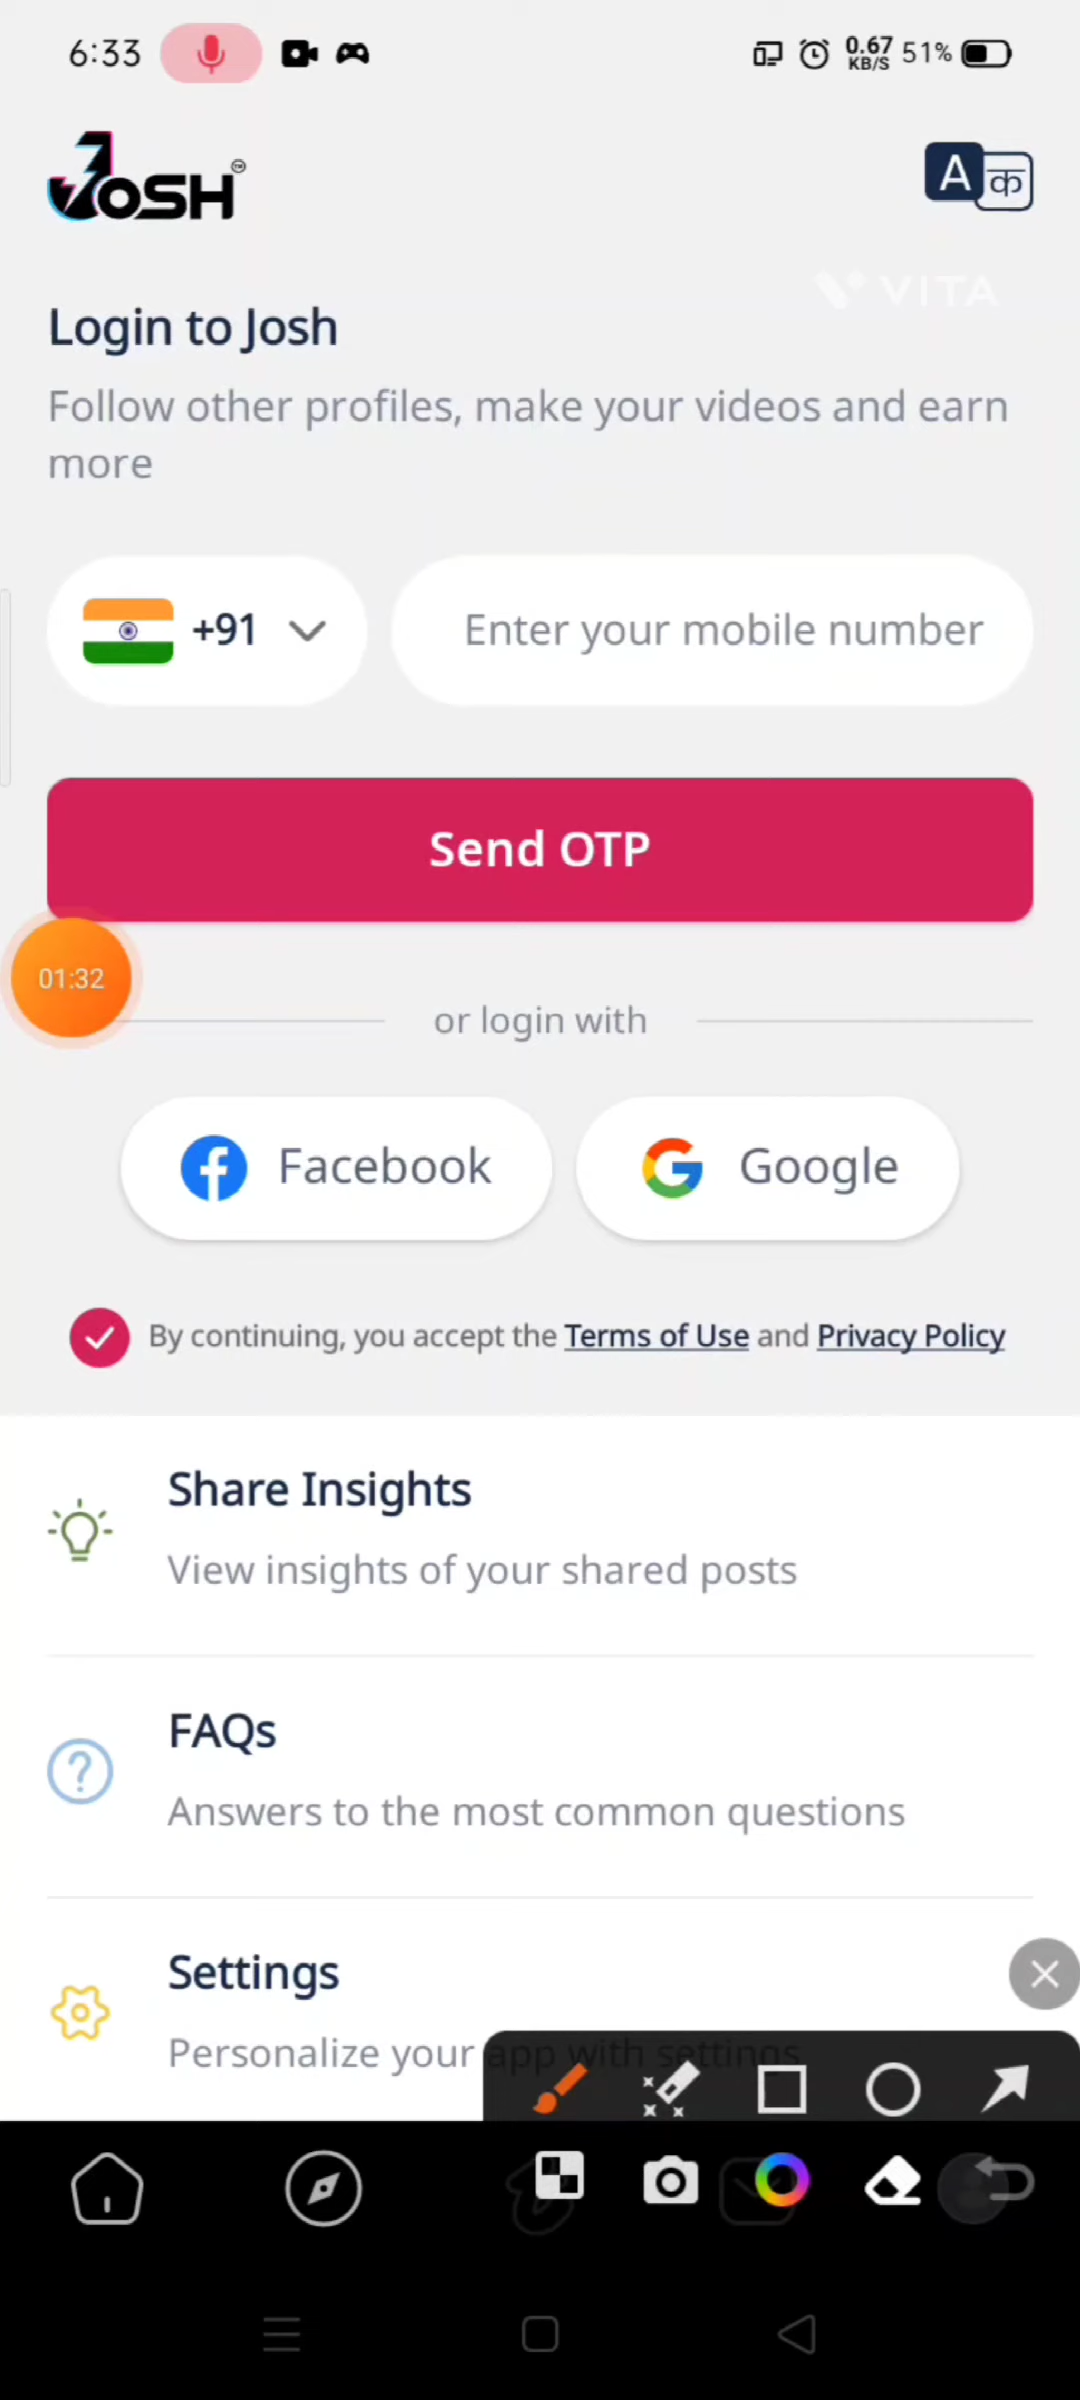 6:33 0.67 KB/S 51%
JOSH
A क
VITA
Login to Josh
Follow other profiles, make your videos and earn
more
+91 Enter your mobile number
Send OTP
01:32
or login with
Facebook Google
By continuing, you accept the Terms of Use and Privacy Policy
Share Insights
View insights of your shared posts
FAQs
Answers to the most common questions
Settings
Personalize your app with settings